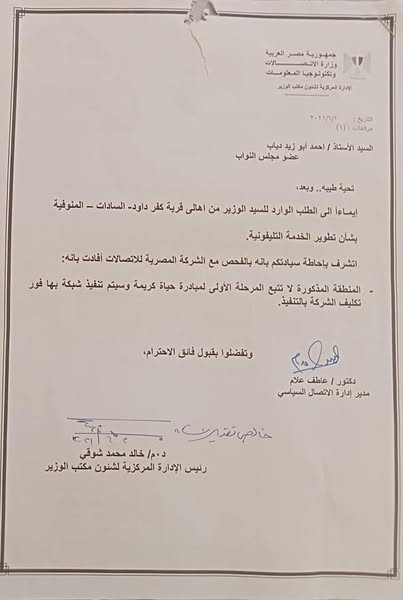 جمهورية مصر العربية
وزارة الاتصالات
وتكنولوجيا المعلومات
الإدارة المركزية لشئون مكتب الوزير
التاريخ :
مرفقات : (١)
السيد الأستاذ / احمد أبو زيد دياب
عضو مجلس النواب
تحية طيبه.. وبعد،
إيماءاً الى الطلب الوارد للسيد الوزير من اهالى قرية كفر داود- السادات – المنوفية
بشأن تطوير الخدمة التليفونية.
اتشرف بإحاطة سيادتكم بانه بالفحص مع الشركة المصرية للاتصالات أفادت بانه:
- المنطقة المذكورة لا تتبع المرحلة الأولى لمبادرة حياة كريمة وسيتم تنفيذ شبكة بها فور
تكليف الشركة بالتنفيذ.
وتفضلوا بقبول فائق الاحترام،
دكتور / عاطف علام
مدير إدارة الاتصال السياسي
خالص تقديري
د٠م/ خالد محمد شوقي
رئيس الإدارة المركزية لشئون مكتب الوزير